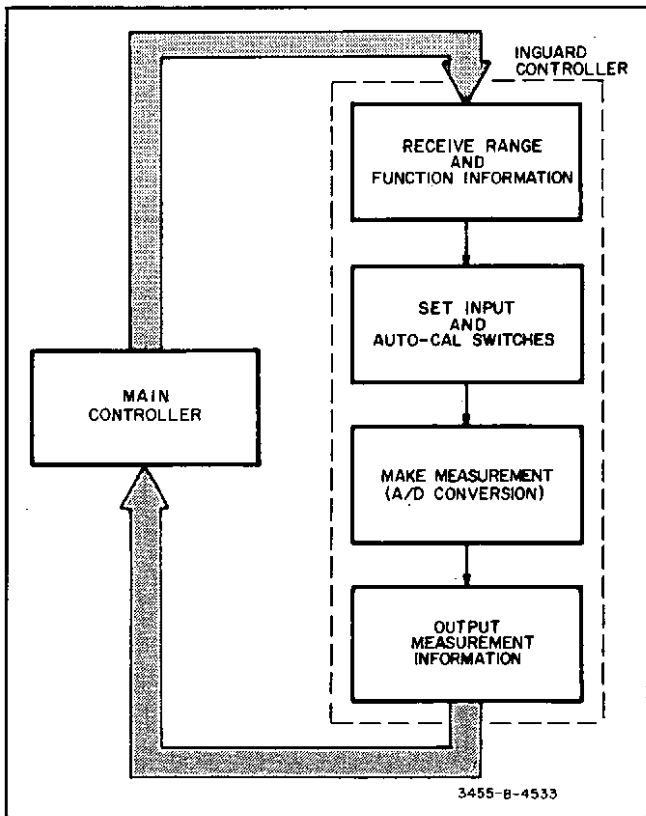 INGUARD
CONTROLLER
RECEIVE RANGE
AND
FUNCTION INFORMATION
SET INPUT
AND
AUTO-CAL SWITCHES
MAIN
CONTROLLER
MAKE MEASUREMENT
(A/D CONVERSION)
OUTPUT
MEASUREMENT
INFORMATION
3455-B-4533